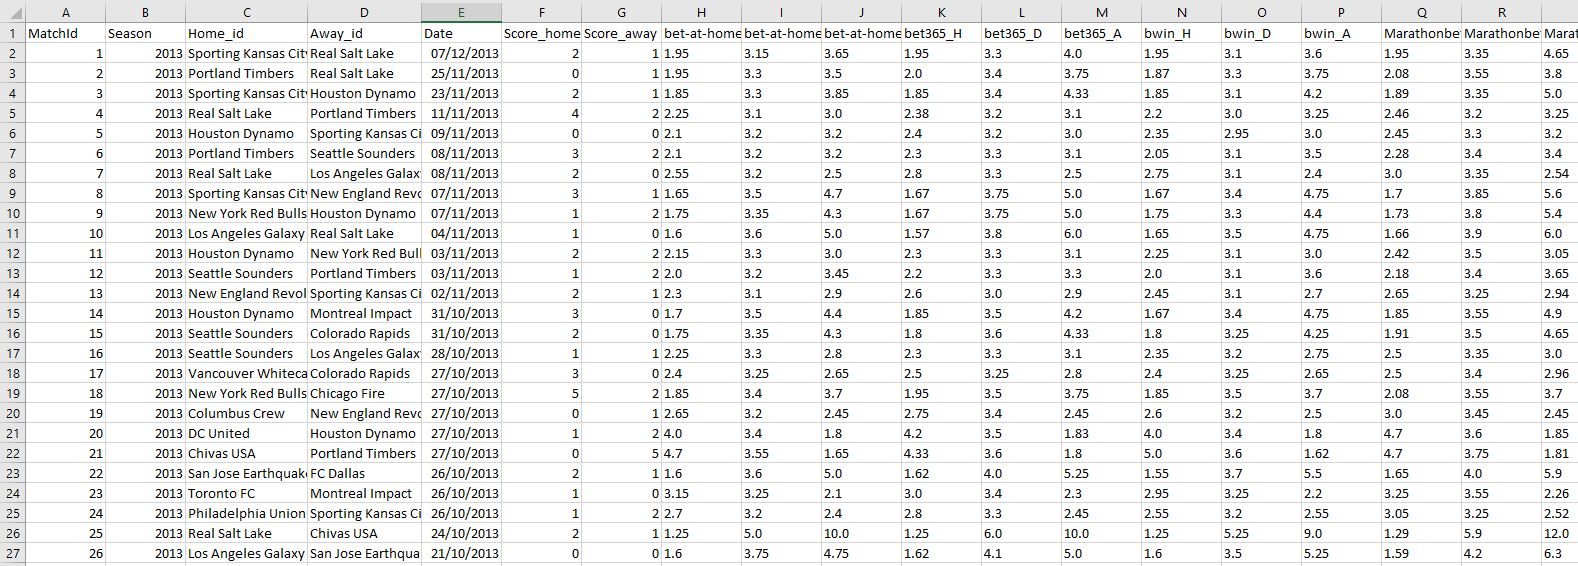 A B C D E F G H I J K L M N O P Q R
1 MatchId Season Home_id Away_id Date Score_home Score_away bet-at-home bet-at-home bet-at-home bet365_H bet365_D bet365_A bwin_H bwin_D bwin_A Marathonbe Marathonbe Marat
2 1 2013 Sporting Kansas City Real Salt Lake 07/12/2013 2 1 1.95 3.15 3.65 1.95 3.3 4.0 1.95 3.1 3.6 1.95 3.35 4.65
3 2 2013 Portland Timbers Real Salt Lake 25/11/2013 0 1 1.95 3.3 3.5 2.0 3.4 3.75 1.87 3.3 3.75 2.08 3.55 3.8
4 3 2013 Sporting Kansas City Houston Dynamo 23/11/2013 2 1 1.85 3.3 3.85 1.85 3.4 4.33 1.85 3.1 4.2 1.89 3.35 5.0
5 4 2013 Real Salt Lake Portland Timbers 11/11/2013 4 2 2.25 3.1 3.0 2.38 3.2 3.1 2.2 3.0 3.25 2.46 3.2 3.25
6 5 2013 Houston Dynamo Sporting Kansas Ci 09/11/2013 0 0 2.1 3.2 3.2 2.4 3.2 3.0 2.35 2.95 3.0 2.45 3.3 3.2
7 6 2013 Portland Timbers Seattle Sounders 08/11/2013 3 2 2.1 3.2 3.2 2.3 3.3 3.1 2.05 3.1 3.5 2.28 3.4 3.4
8 7 2013 Real Salt Lake Los Angeles Galax 08/11/2013 2 0 2.55 3.2 2.5 2.8 3.3 2.5 2.75 3.1 2.4 3.0 3.35 2.54
9 8 2013 Sporting Kansas City New England Revo 07/11/2013 3 1 1.65 3.5 4.7 1.67 3.75 5.0 1.67 3.4 4.75 1.7 3.85 5.6
10 9 2013 New York Red Bulls Houston Dynamo 07/11/2013 1 2 1.75 3.35 4.3 1.67 3.75 5.0 1.75 3.3 4.4 1.73 3.8 5.4
11 10 2013 Los Angeles Galaxy Real Salt Lake 04/11/2013 1 0 1.6 3.6 5.0 1.57 3.8 6.0 1.65 3.5 4.75 1.66 3.9 6.0
12 11 2013 Houston Dynamo New York Red Bull 03/11/2013 2 2 2.15 3.3 3.0 2.3 3.3 3.1 2.25 3.1 3.0 2.42 3.5 3.05
13 12 2013 Seattle Sounders Portland Timbers 03/11/2013 1 2 2.0 3.2 3.45 2.2 3.3 3.3 2.0 3.1 3.6 2.18 3.4 3.65
14 13 2013 New England Revol Sporting Kansas Ci 02/11/2013 2 1 2.3 3.1 2.9 2.6 3.0 2.9 2.45 3.1 2.7 2.65 3.25 2.94
15 14 2013 Houston Dynamo Montreal Impact 31/10/2013 3 0 1.7 3.5 4.4 1.85 3.5 4.2 1.67 3.4 4.75 1.85 3.55 4.9
16 15 2013 Seattle Sounders Colorado Rapids 31/10/2013 2 0 1.75 3.35 4.3 1.8 3.6 4.33 1.8 3.25 4.25 1.91 3.5 4.65
17 16 2013 Seattle Sounders Los Angeles Galax 28/10/2013 1 1 2.25 3.3 2.8 2.3 3.3 3.1 2.35 3.2 2.75 2.5 3.35 3.0
18 17 2013 Vancouver Whiteca Colorado Rapids 27/10/2013 3 0 2.4 3.25 2.65 2.5 3.25 2.8 2.4 3.25 2.65 2.5 3.4 2.96
19 18 2013 New York Red Bulls Chicago Fire 27/10/2013 5 2 1.85 3.4 3.7 1.95 3.5 3.75 1.85 3.5 3.7 2.08 3.55 3.7
20 19 2013 Columbus Crew New England Revo 27/10/2013 0 1 2.65 3.2 2.45 2.75 3.4 2.45 2.6 3.2 2.5 3.0 3.45 2.45
21 20 2013 DC United Houston Dynamo 27/10/2013 1 2 4.0 3.4 1.8 4.2 3.5 1.83 4.0 3.4 1.8 4.7 3.6 1.85
22 21 2013 Chivas USA Portland Timbers 27/10/2013 0 5 4.7 3.55 1.65 4.33 3.6 1.8 5.0 3.6 1.62 4.7 3.75 1.81
23 22 2013 San Jose Earthquak FC Dallas 26/10/2013 2 1 1.6 3.6 5.0 1.62 4.0 5.25 1.55 3.7 5.5 1.65 4.0 5.9
24 23 2013 Toronto FC Montreal Impact 26/10/2013 1 0 3.15 3.25 2.1 3.0 3.4 2.3 2.95 3.25 2.2 3.25 3.55 2.26
25 24 2013 Philadelphia Union Sporting Kansas Ci 26/10/2013 1 2 2.7 3.2 2.4 2.8 3.3 2.45 2.55 3.2 2.55 3.05 3.25 2.52
26 25 2013 Real Salt Lake Chivas USA 24/10/2013 2 1 1.25 5.0 10.0 1.25 6.0 10.0 1.25 5.25 9.0 1.29 5.9 12.0
27 26 2013 Los Angeles Galaxy San Jose Earthqua 21/10/2013 0 0 1.6 3.75 4.75 1.62 4.1 5.0 1.6 3.5 5.25 1.59 4.2 6.3